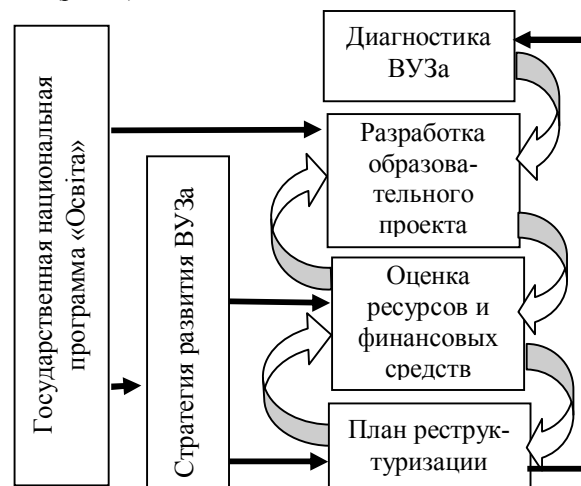 Государственная национальная
программа «Освіта»
Стратегия развития ВУЗа
Диагностика
ВУЗа
Разработка
образова-
тельного
проекта
Оценка
ресурсов и
финансовых
средств
План реструк-
туризации